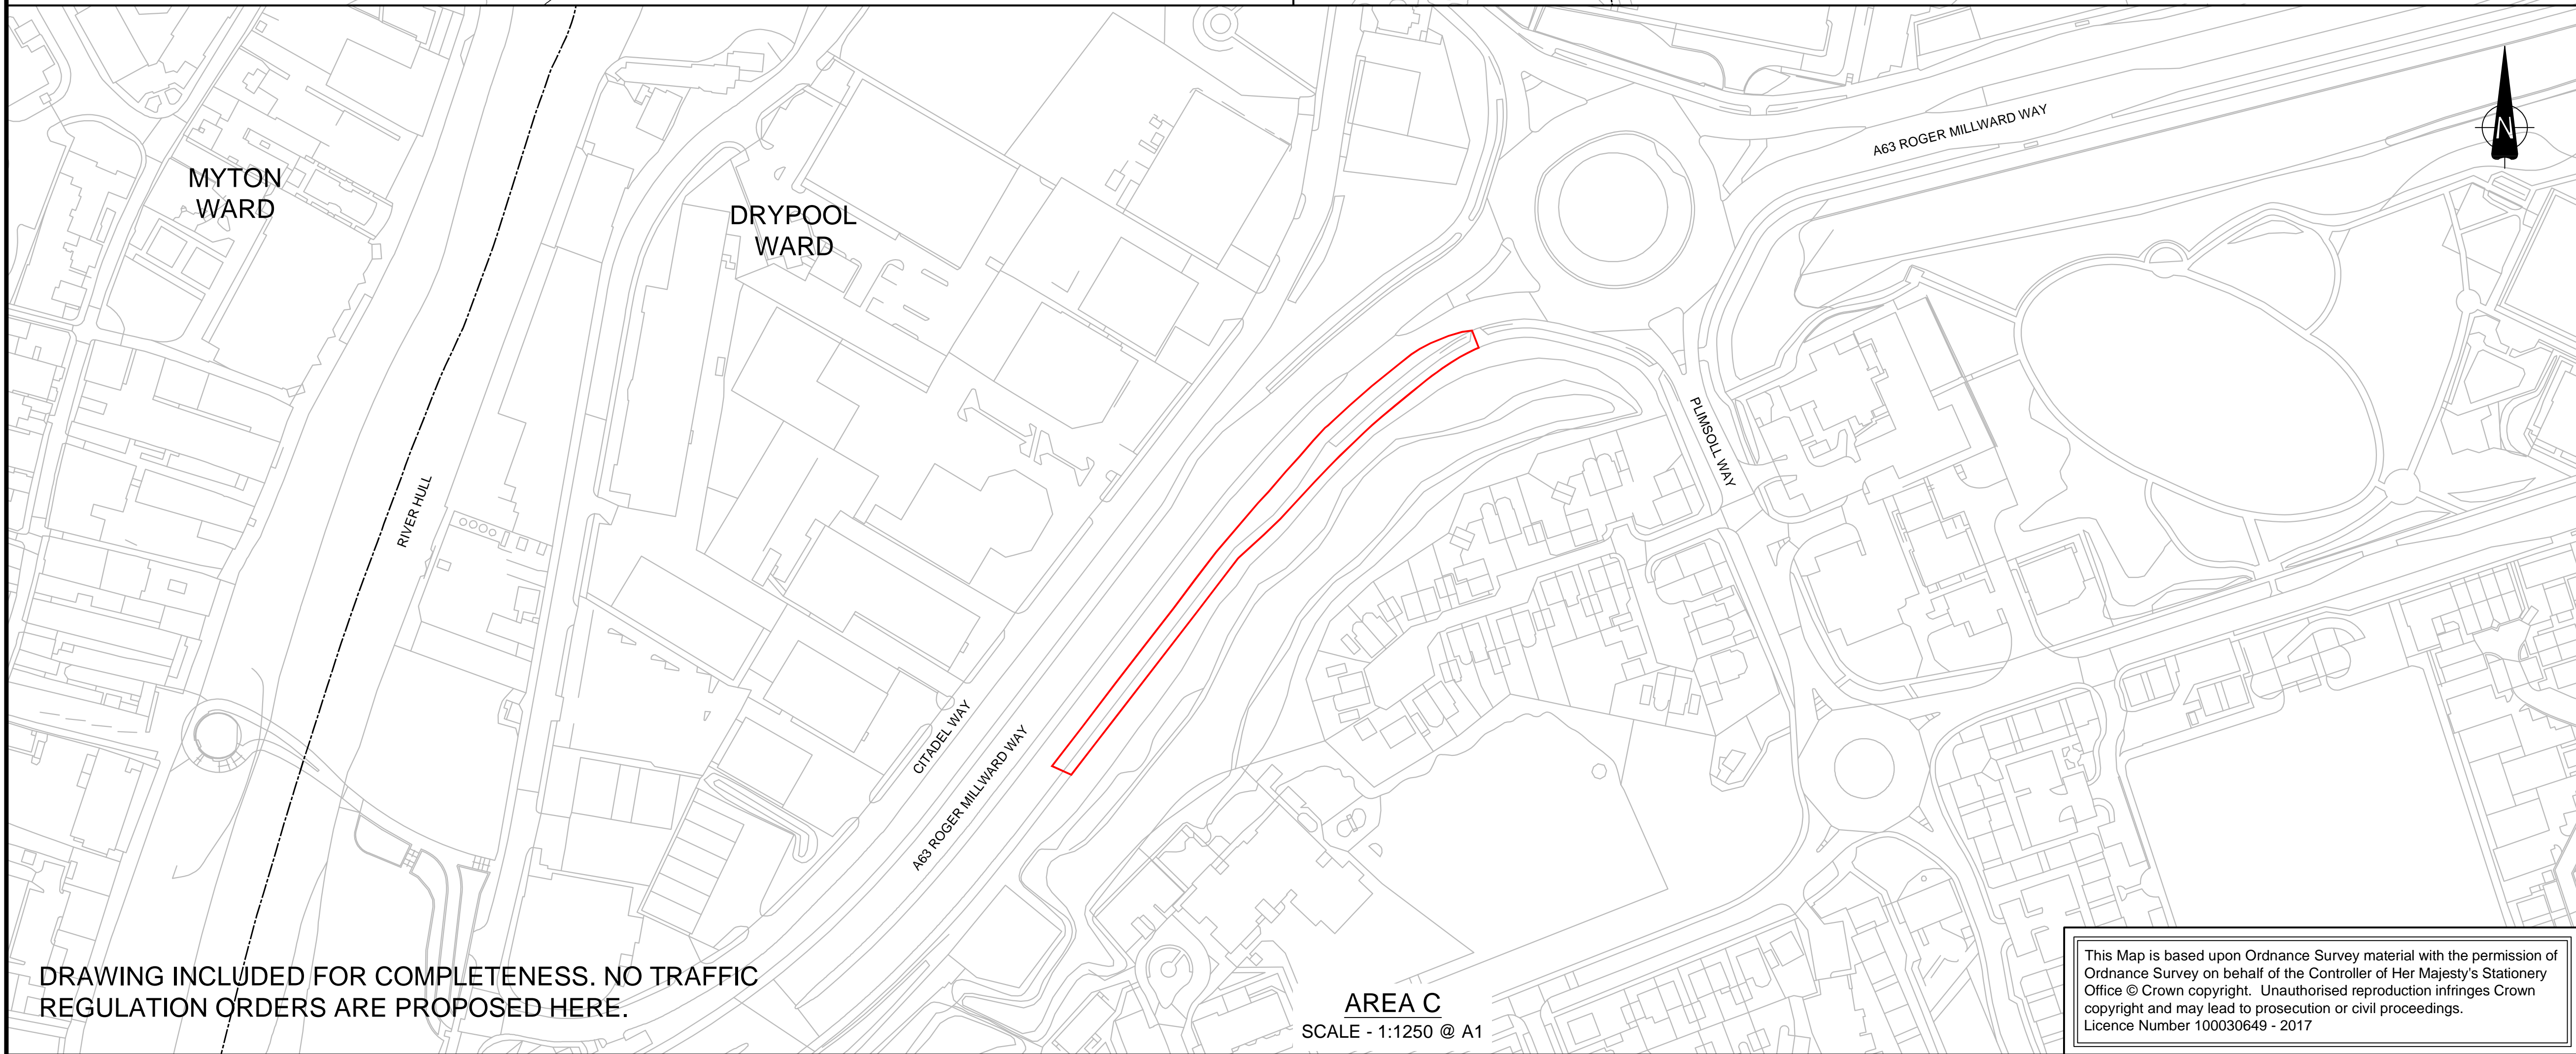 MYTON
WARD
DRYPOOL
WARD
A63 ROGER MILLWARD WAY
N
PLIMSOLL WAY
RIVER HULL
CITADEL WAY
A63 ROGER MILLWARD WAY
DRAWING INCLUDED FOR COMPLETENESS. NO TRAFFIC
REGULATION ORDERS ARE PROPOSED HERE.
AREA C
SCALE - 1:1250 @ A1
This Map is based upon Ordnance Survey material with the permission of
Ordnance Survey on behalf of the Controller of Her Majesty's Stationery
Office © Crown copyright. Unauthorised reproduction infringes Crown
copyright and may lead to prosecution or civil proceedings.
Licence Number 100030649 - 2017